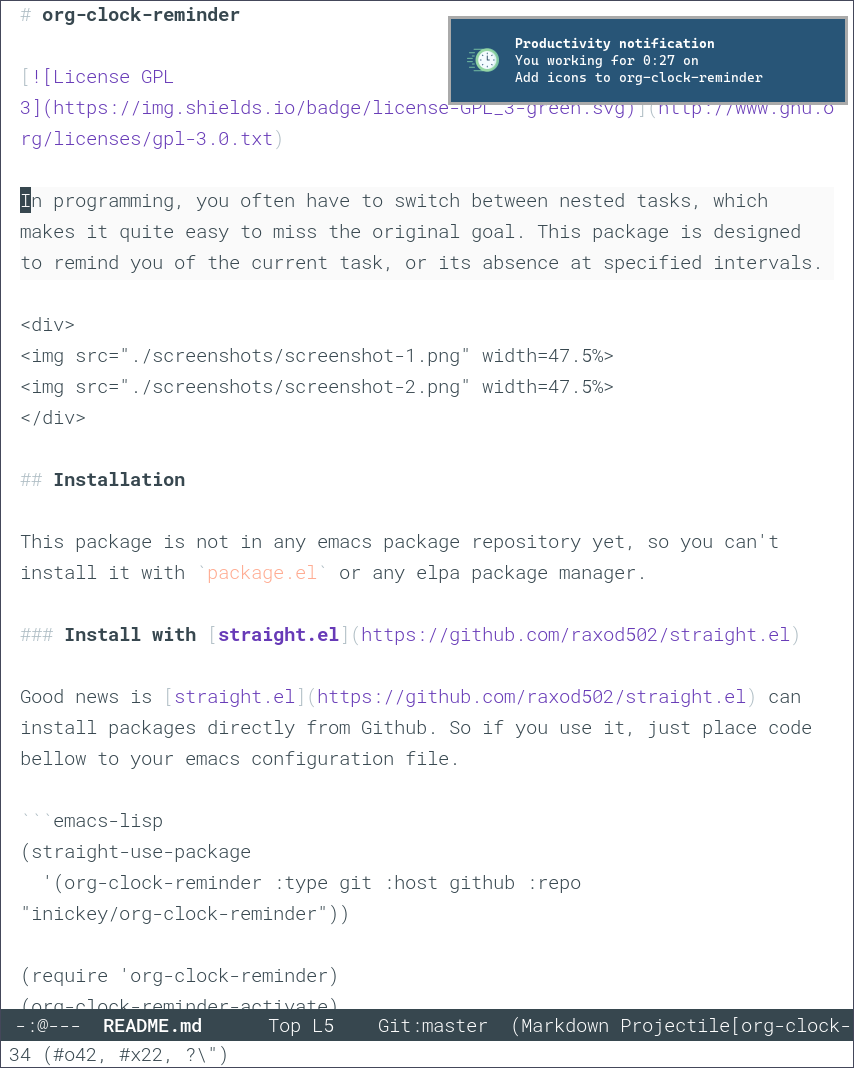 # org-clock-reminder
Productivity notification
You working for 0:27 on
Add icons to org-clock-reminder
[![License GPL
3](https://img.shields.io/badge/license-GPL_3-green.svg)](http://www.gnu.o
rg/licenses/gpl-3.0.txt)
In programming, you often have to switch between nested tasks, which
makes it quite easy to miss the original goal. This package is designed
to remind you of the current task, or its absence at specified intervals.
<div>
<img src="./screenshots/screenshot-1.png" width=47.5%>
<img src="./screenshots/screenshot-2.png" width=47.5%>
</div>
## Installation
This package is not in any emacs package repository yet, so you can't
install it with `package.el` or any elpa package manager.
### Install with [straight.el](https://github.com/raxod502/straight.el)
Good news is [straight.el](https://github.com/raxod502/straight.el) can
install packages directly from Github. So if you use it, just place code
bellow to your emacs configuration file.
```emacs-lisp
(straight-use-package
  '(org-clock-reminder :type git :host github :repo
"inickey/org-clock-reminder"))
(require 'org-clock-reminder)
(org-clock-reminder-activate)
-:@---  README.md      Top L5    Git:master  (Markdown Projectile[org-clock-
34 (#o42, #x22, ?\")